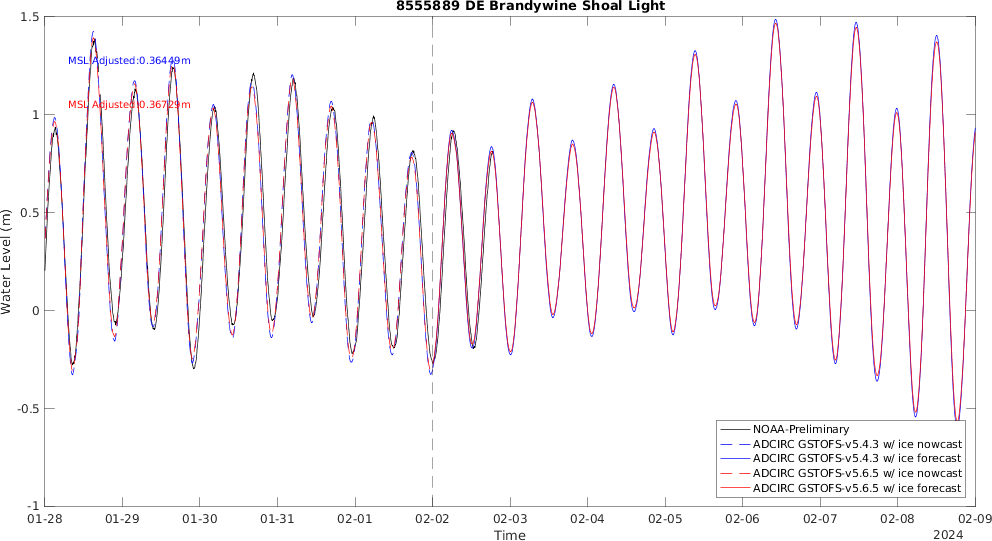 8555889 DE Brandywine Shoal Light
1.5
1
0.5
0
-0.5
-1
Water Level (m)
MSL Adjusted:0.36449m
MSL Adjusted:0.36729m
NOAA-Preliminary
ADCIRC GSTOFS-v5.4.3 w/ ice nowcast
ADCIRC GSTOFS-v5.4.3 w/ ice forecast
ADCIRC GSTOFS-v5.6.5 w/ ice nowcast
ADCIRC GSTOFS-v5.6.5 w/ ice forecast
01-28 01-29 01-30 01-31 02-01 02-02 02-03 02-04 02-05 02-06 02-07 02-08 02-09
Time
2024